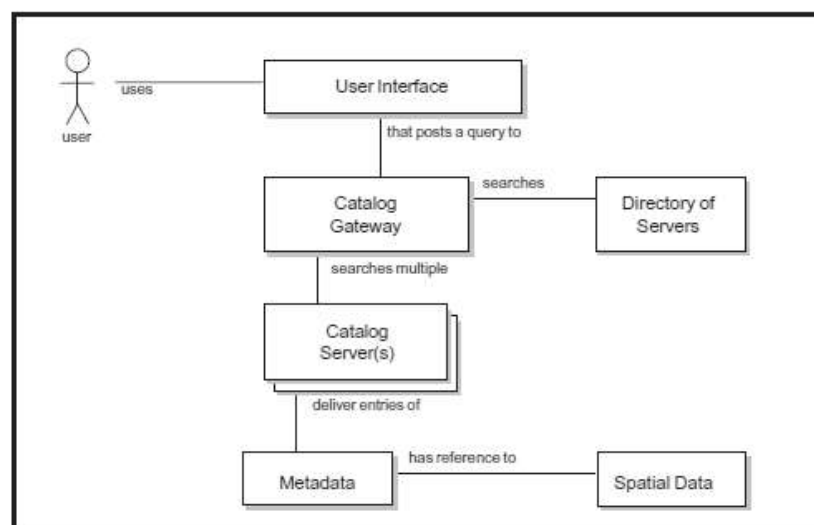 User Interface
uses
user
that posts a query to
Catalog
Gateway
searches
Directory of
Servers
searches multiple
Catalog
Server(s)
deliver entries of
Metadata
has reference to
Spatial Data